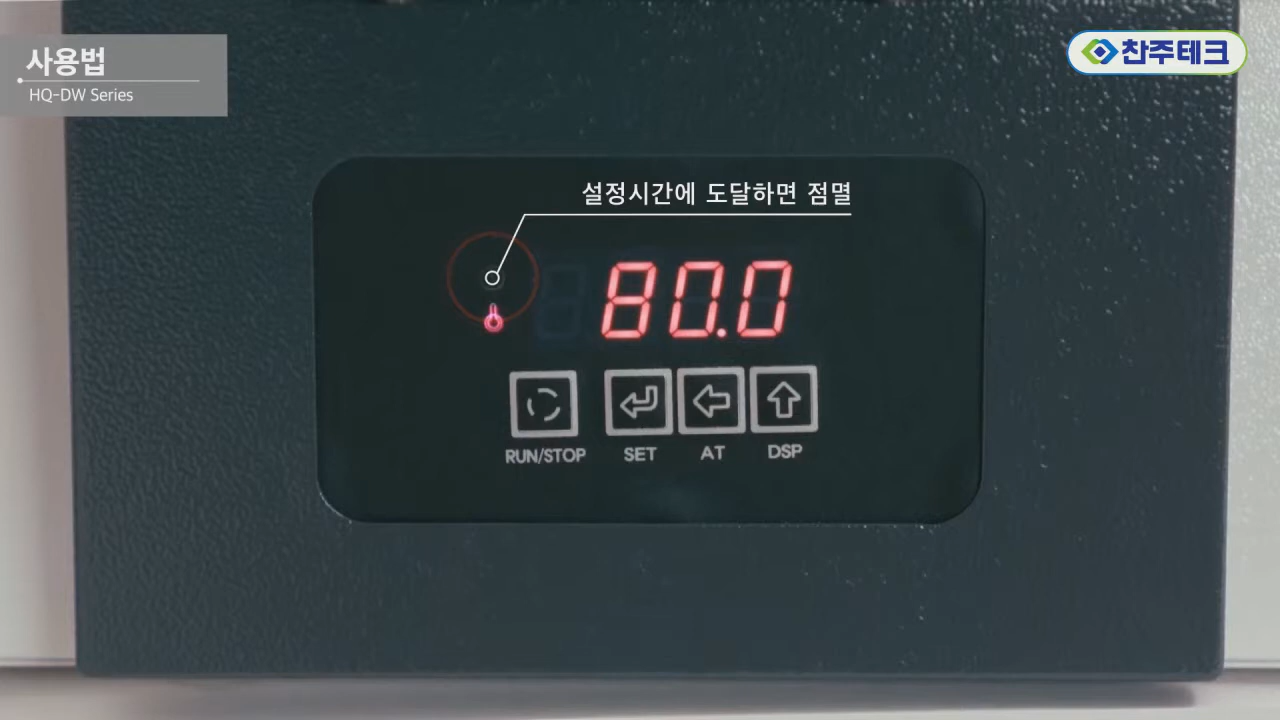 사용법
HQ-DW Series
찬주테크
설정시간에 도달하면 점멸
80.0
RUN/STOP SET AT DSP